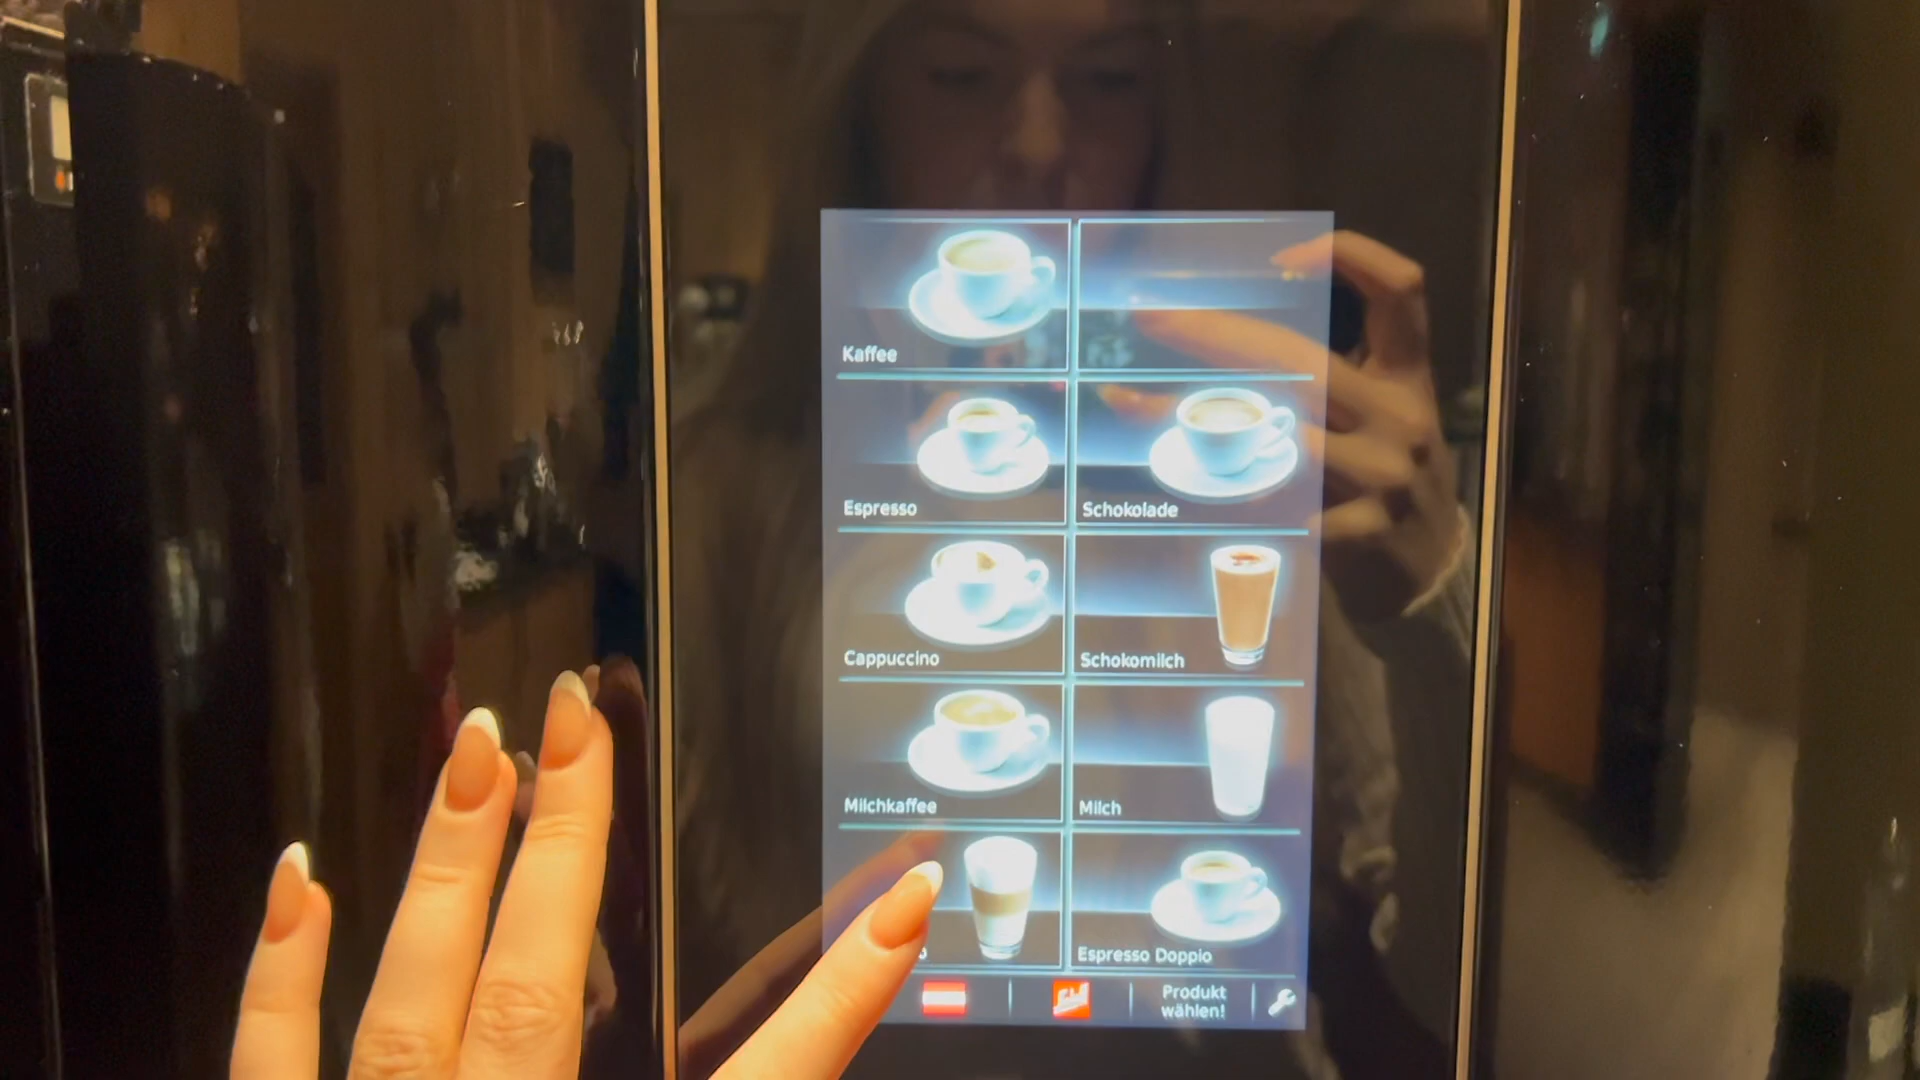 Kaffee
Espresso
Schokolade
Cappuccino
Schokomilch
Milchkaffee
Milch
Espresso Doppio
Produkt
wählen!